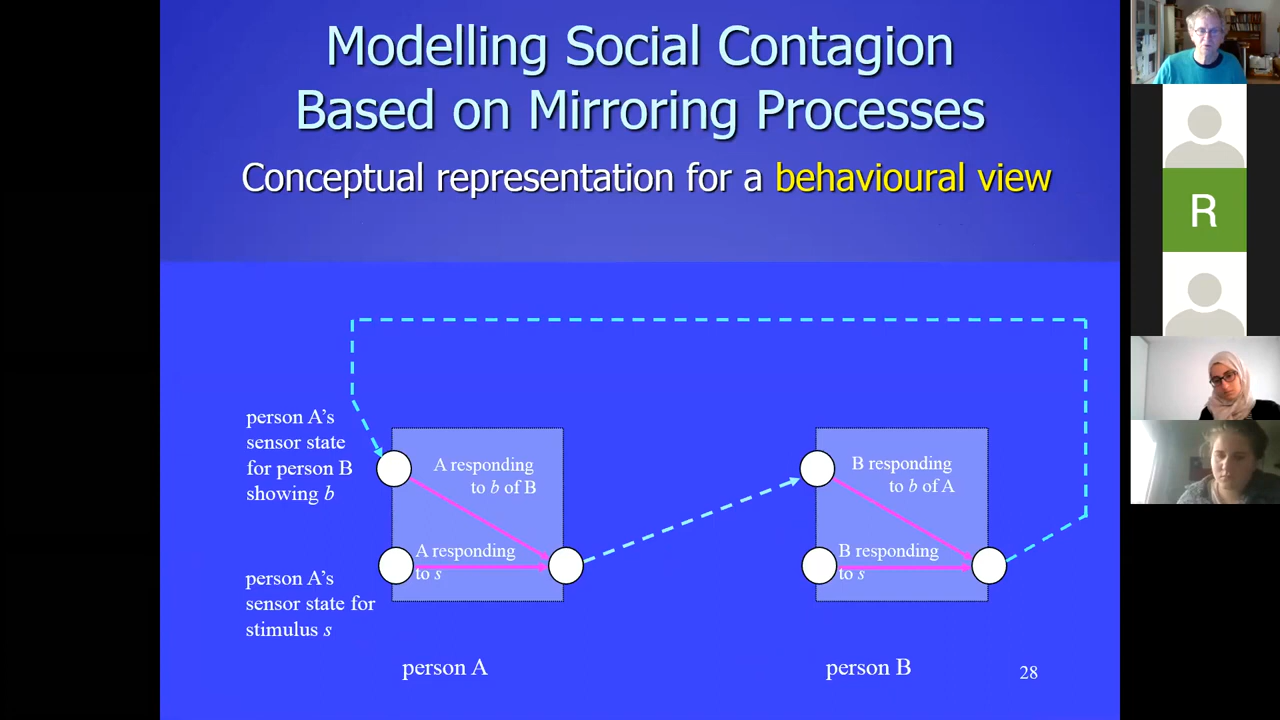 Modelling Social Contagion
Based on Mirroring Processes
Conceptual representation for a behavioural view
R
person A's
sensor state
for person B
showing b
A responding
to b of B
B responding
to b of A
A responding
to s
B responding
to s
person A's
sensor state for
stimulus s
person A
person B
28